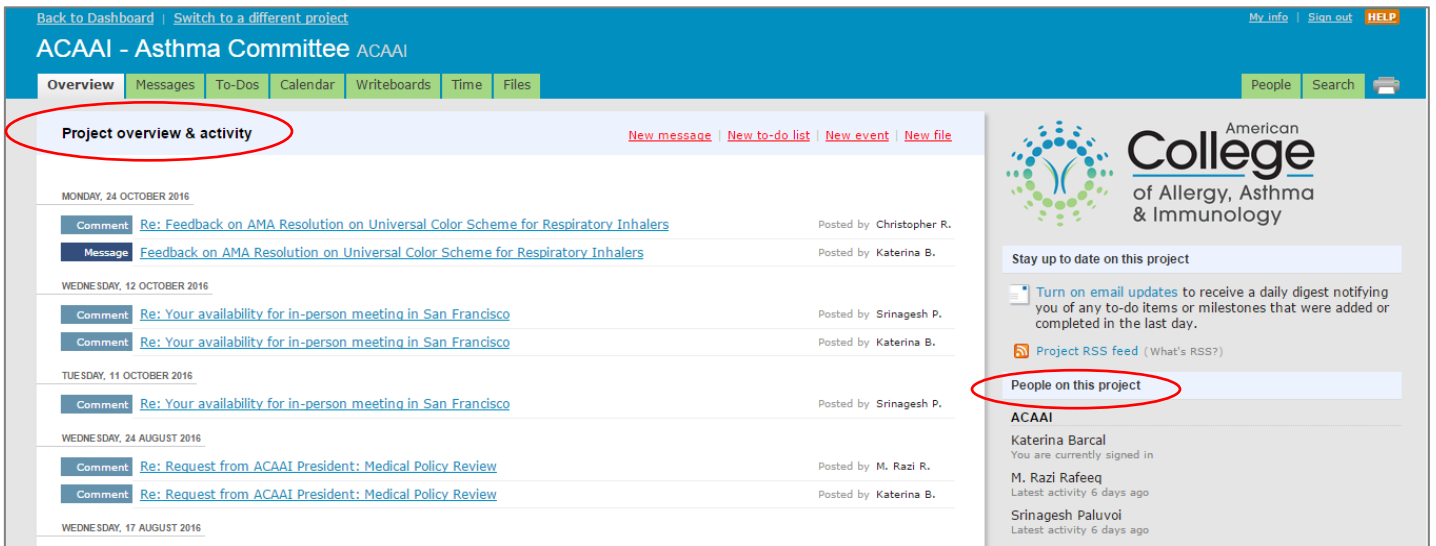 Back to Dashboard | Switch to a different project
My info | Sign out HELP
ACAAI - Asthma Committee ACAAI
Overview Messages To-Dos Calendar Writeboards Time Files
People Search
Project overview & activity
New message | New to-do list | New event | New file
MONDAY, 24 OCTOBER 2016
Comment Re: Feedback on AMA Resolution on Universal Color Scheme for Respiratory Inhalers Posted by Christopher R.
Message Feedback on AMA Resolution on Universal Color Scheme for Respiratory Inhalers Posted by Katerina B.
WEDNESDAY, 12 OCTOBER 2016
Comment Re: Your availability for in-person meeting in San Francisco Posted by Srinagesh P.
Comment Re: Your availability for in-person meeting in San Francisco Posted by Katerina B.
TUESDAY, 11 OCTOBER 2016
Comment Re: Your availability for in-person meeting in San Francisco Posted by Srinagesh P.
WEDNESDAY, 24 AUGUST 2016
Comment Re: Request from ACAAI President: Medical Policy Review Posted by M. Razi R.
Comment Re: Request from ACAAI President: Medical Policy Review Posted by Katerina B.
WEDNESDAY, 17 AUGUST 2016
American
College
of Allergy, Asthma
& Immunology
Stay up to date on this project
Turn on email updates to receive a daily digest notifying
you of any to-do items or milestones that were added or
completed in the last day.
Project RSS feed (What's RSS?)
People on this project
ACAAI
Katerina Barcal
You are currently signed in
M. Razi Rafeeq
Latest activity 6 days ago
Srinagesh Paluvoi
Latest activity 6 days ago